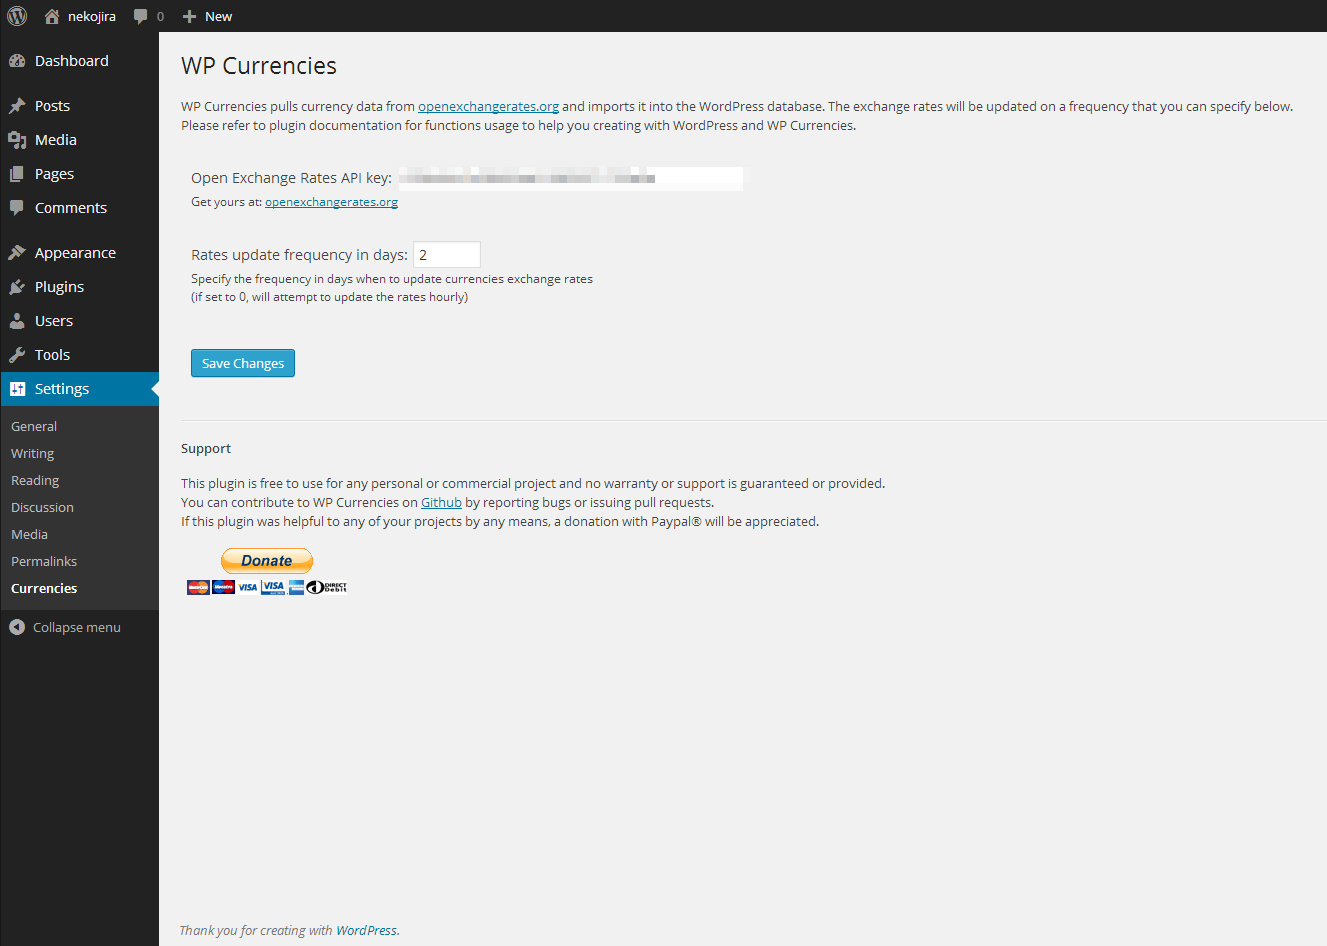 nekojira 0 New
Dashboard
Posts
Media
Pages
Comments
Appearance
Plugins
Users
Tools
Settings
General
Writing
Reading
Discussion
Media
Permalinks
Currencies
Collapse menu
WP Currencies
WP Currencies pulls currency data from openexchangerates.org and imports it into the WordPress database. The exchange rates will be updated on a frequency that you can specify below.
Please refer to plugin documentation for functions usage to help you creating with WordPress and WP Currencies.
Open Exchange Rates API key:
Get yours at: openexchangerates.org
Rates update frequency in days: 2
Specify the frequency in days when to update currencies exchange rates
(if set to 0, will attempt to update the rates hourly)
Save Changes
Support
This plugin is free to use for any personal or commercial project and no warranty or support is guaranteed or provided.
You can contribute to WP Currencies on Github by reporting bugs or issuing pull requests.
If this plugin was helpful to any of your projects by any means, a donation with Paypal® will be appreciated.
Donate
MasterCard Maestro VISA VISA DIRECT Debit
Thank you for creating with WordPress.